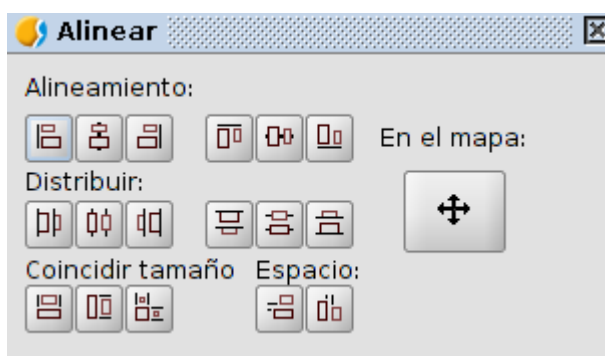 Alinear
Alineamiento:
En el mapa:
Distribuir:
Coincidir tamaño Espacio: